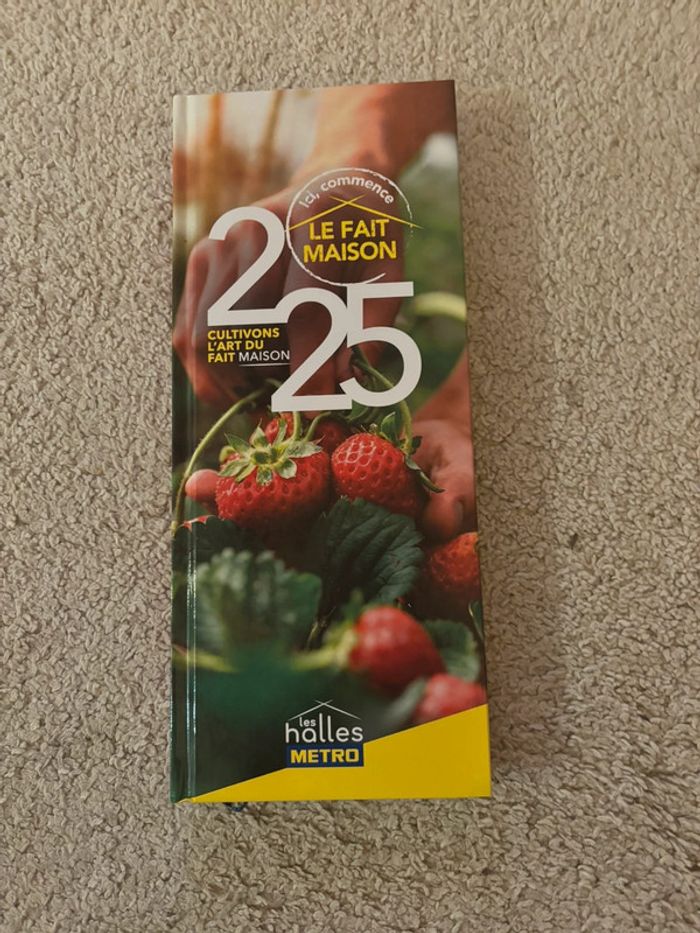 Ici, commence
LE FAIT
MAISON
2025
CULTIVONS
L'ART DU
FAIT MAISON
les
halles
METRO